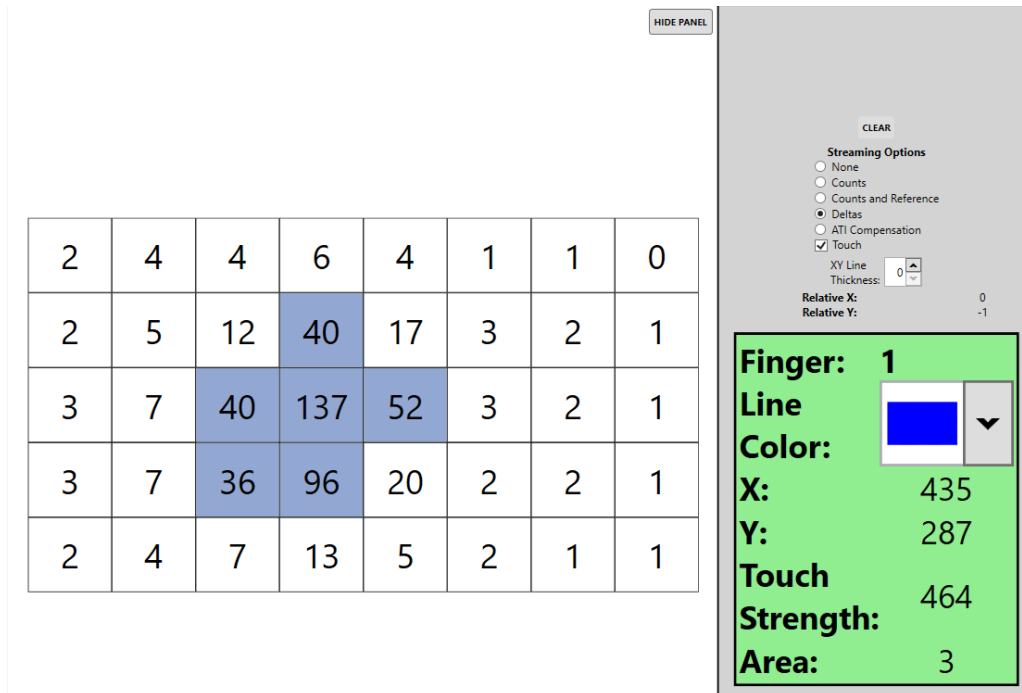 HIDE PANEL
CLEAR
Streaming Options
None
Counts
Counts and Reference
Deltas
ATI Compensation
Touch
XY Line
Thickness: 0
Relative X: 0
Relative Y: -1
2 4 4 6 4 1 1 0
2 5 12 40 17 3 2 1
3 7 40 137 52 3 2 1
3 7 36 96 20 2 2 1
2 4 7 13 5 2 1 1
Finger: 1
Line
Color:
X: 435
Y: 287
Touch
Strength: 464
Area: 3